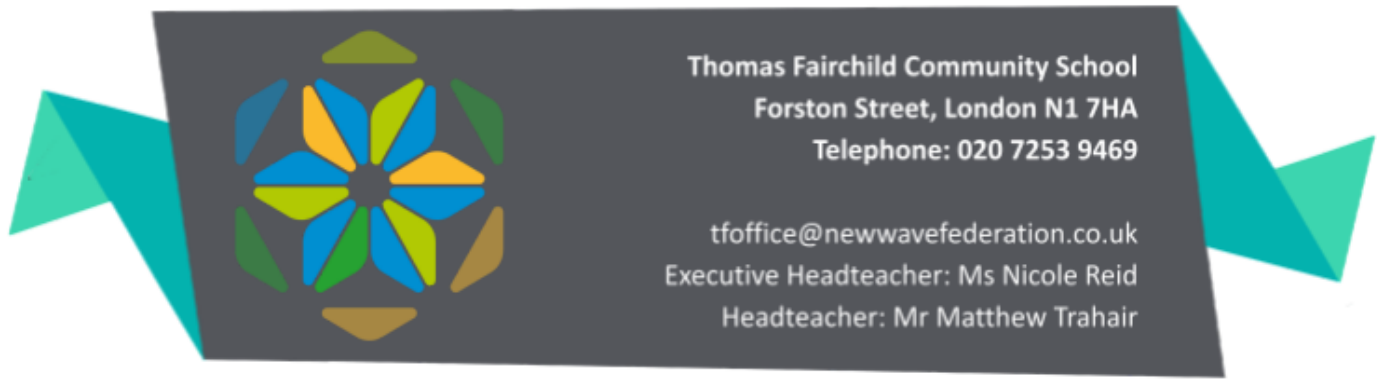 Thomas Fairchild Community School
Forston Street, London N1 7HA
Telephone: 020 7253 9469
tfoffice@newwavefederation.co.uk
Executive Headteacher: Ms Nicole Reid
Headteacher: Mr Matthew Trahair